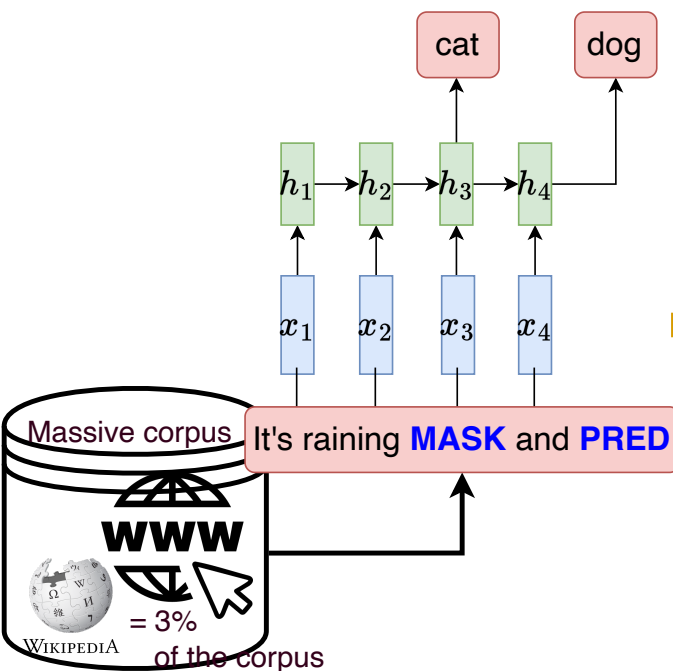 cat dog
h₁ h₂ h₃ h₄
x₁ x₂ x₃ x₄
Massive corpus
It's raining MASK and PRED
www
WIKIPEDIA
= 3%
of the corpus